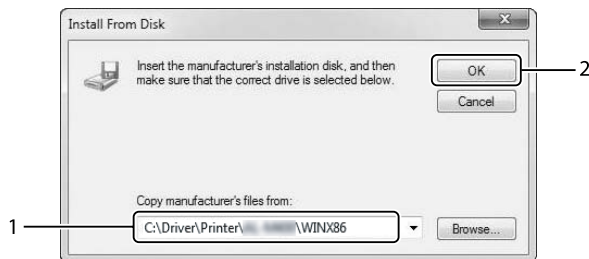 Install From Disk
Insert the manufacturer's installation disk, and then
make sure that the correct drive is selected below.
OK
2
Cancel
Copy manufacturer's files from:
1
C:\Driver\Printer\ \WINX86
Browse...